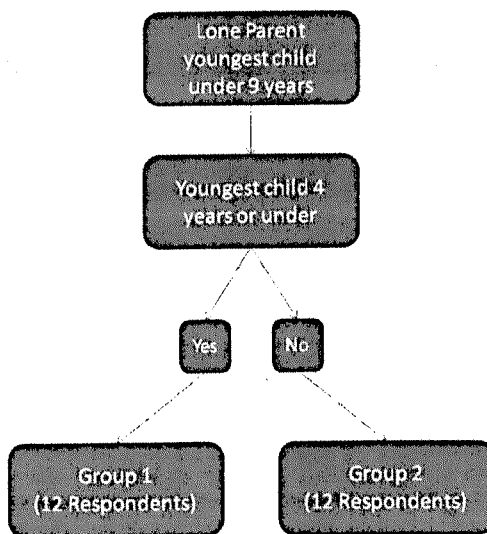 Lone Parent
youngest child
under 9 years
Youngest child 4
years or under
Yes
No
Group 1
(12 Respondents)
Group 2
(12 Respondents)